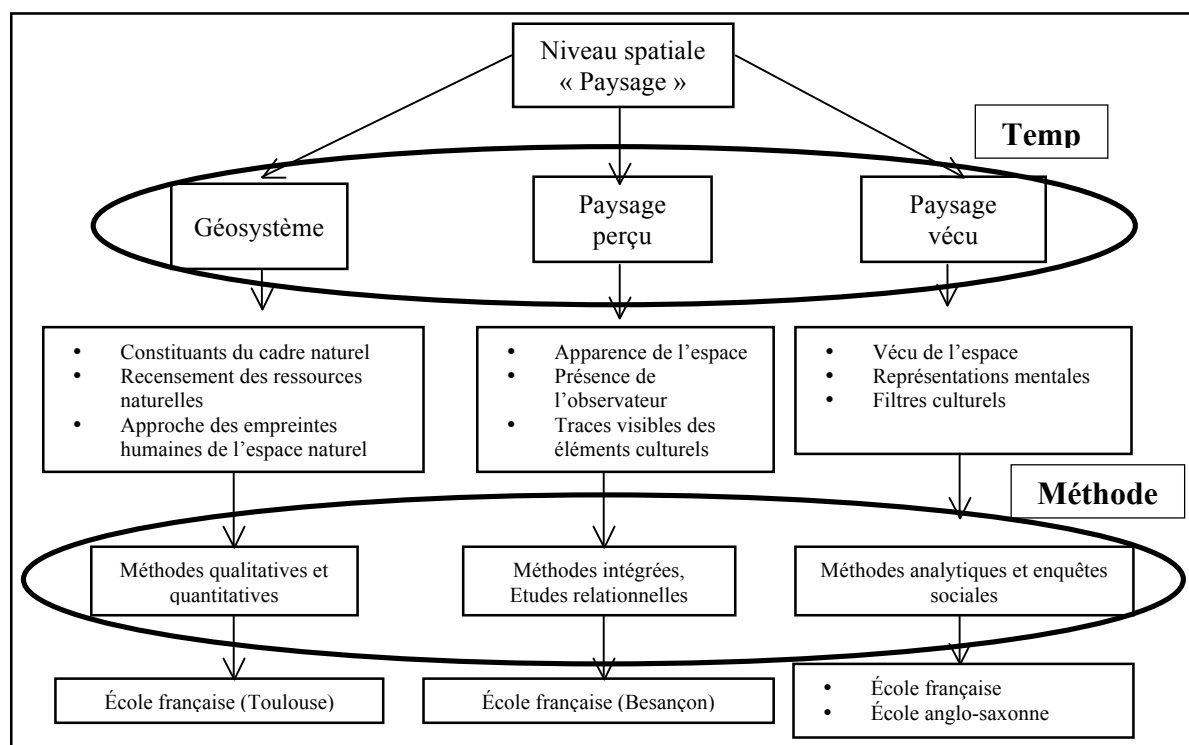 Niveau spatiale
« Paysage »
Temp
Géosystème
Paysage
perçu
Paysage
vécu
• Constituants du cadre naturel
• Recensement des ressources
naturelles
• Approche des empreintes
humaines de l’espace naturel
• Apparence de l’espace
• Présence de
l’observateur
• Traces visibles des
éléments culturels
• Vécu de l’espace
• Représentations mentales
• Filtres culturels
Méthode
Méthodes qualitatives et
quantitatives
Méthodes intégrées,
Etudes relationnelles
Méthodes analytiques et enquêtes
sociales
École française (Toulouse)
École française (Besançon)
• École française
• École anglo-saxonne